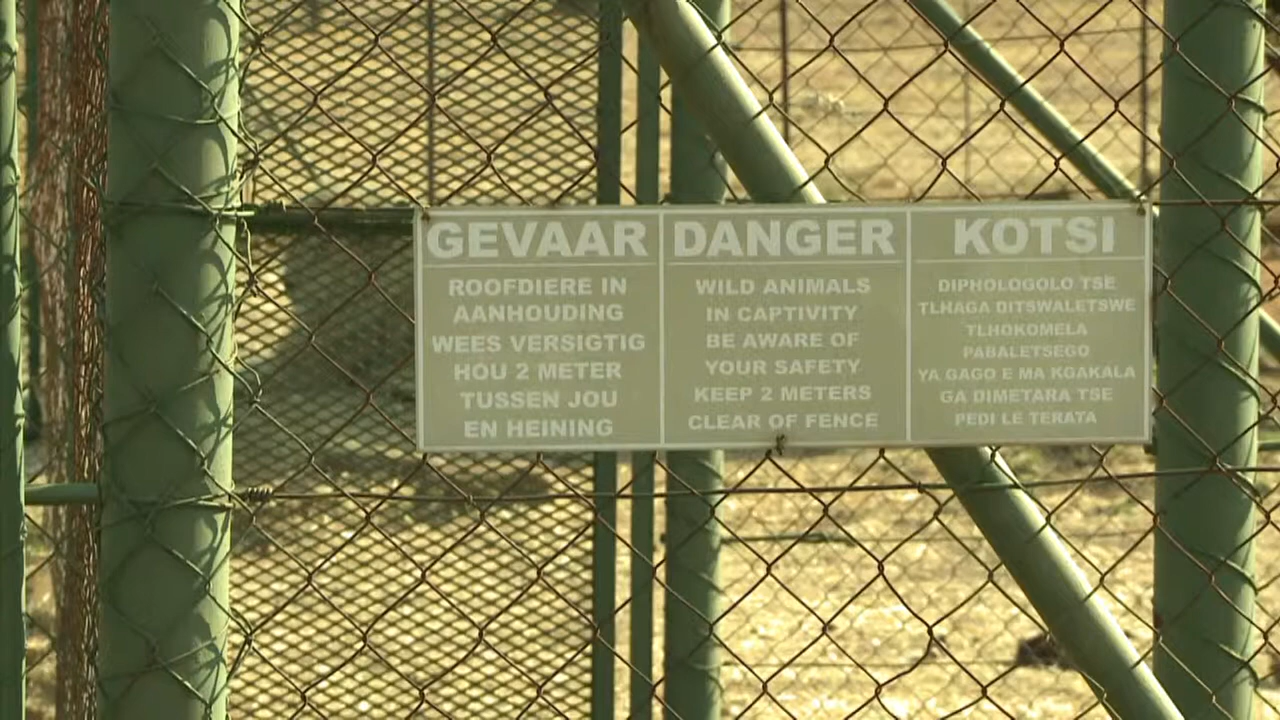 GEVAAR
ROOFDIERE IN
AANHOUDING
WEES VERSIGTIG
HOU 2 METER
TUSSEN JOU
EN HEINING
DANGER
WILD ANIMALS
IN CAPTIVITY
BE AWARE OF
YOUR SAFETY
KEEP 2 METERS
CLEAR OF FENCE
KOTSI
DIPHOLOGOLO TSE
TLHAGA DITSWALETSWE
TLHOKOMELA
PABALETSEGO
YA GAGO E MA KGAKALA
GA DIMETARA TSE
PEDI LE TERATA